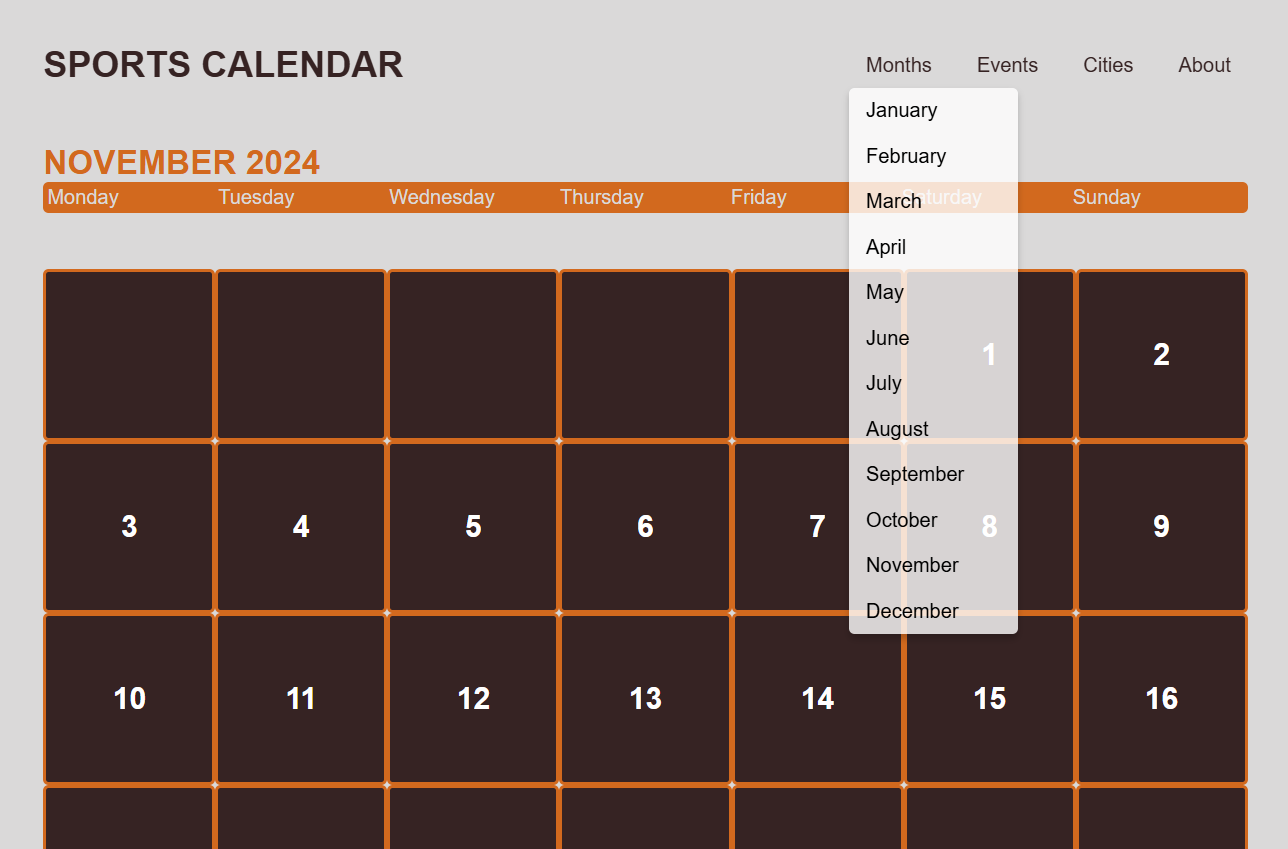 SPORTS CALENDAR
Months Events Cities About
January
February
March
April
May
June
July
August
September
October
November
December
NOVEMBER 2024
Monday Tuesday Wednesday Thursday Friday Saturday Sunday
1 2
3 4 5 6 7 8 9
10 11 12 13 14 15 16